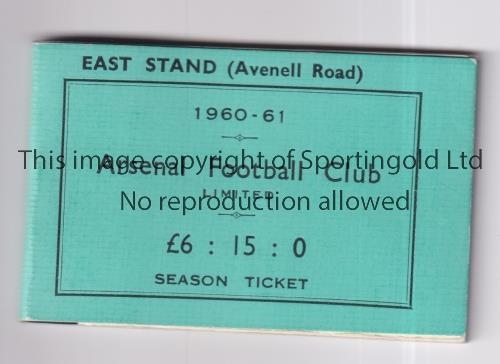 EAST STAND (Avenell Road)
1960-61
This image copyright of Sportingold Ltd
Arsenal Football Club
LIMITED
No reproduction allowed
£6 : 15 : 0
SEASON TICKET